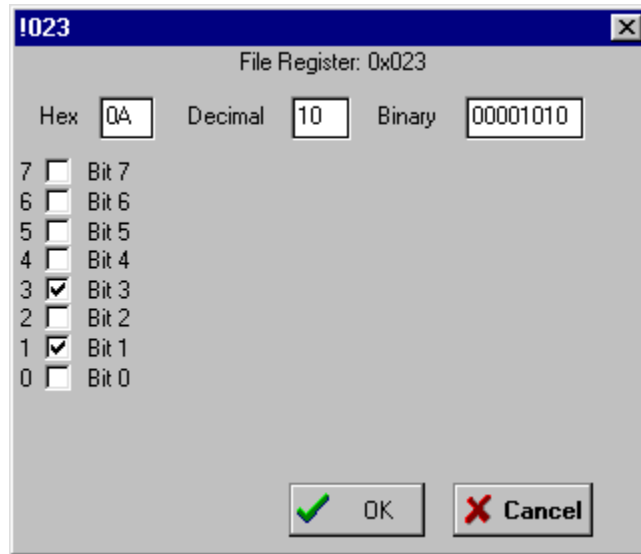 !023
File Register: 0x023
Hex 0A Decimal 10 Binary 00001010
7 Bit 7
6 Bit 6
5 Bit 5
4 Bit 4
3 Bit 3
2 Bit 2
1 Bit 1
0 Bit 0
OK Cancel